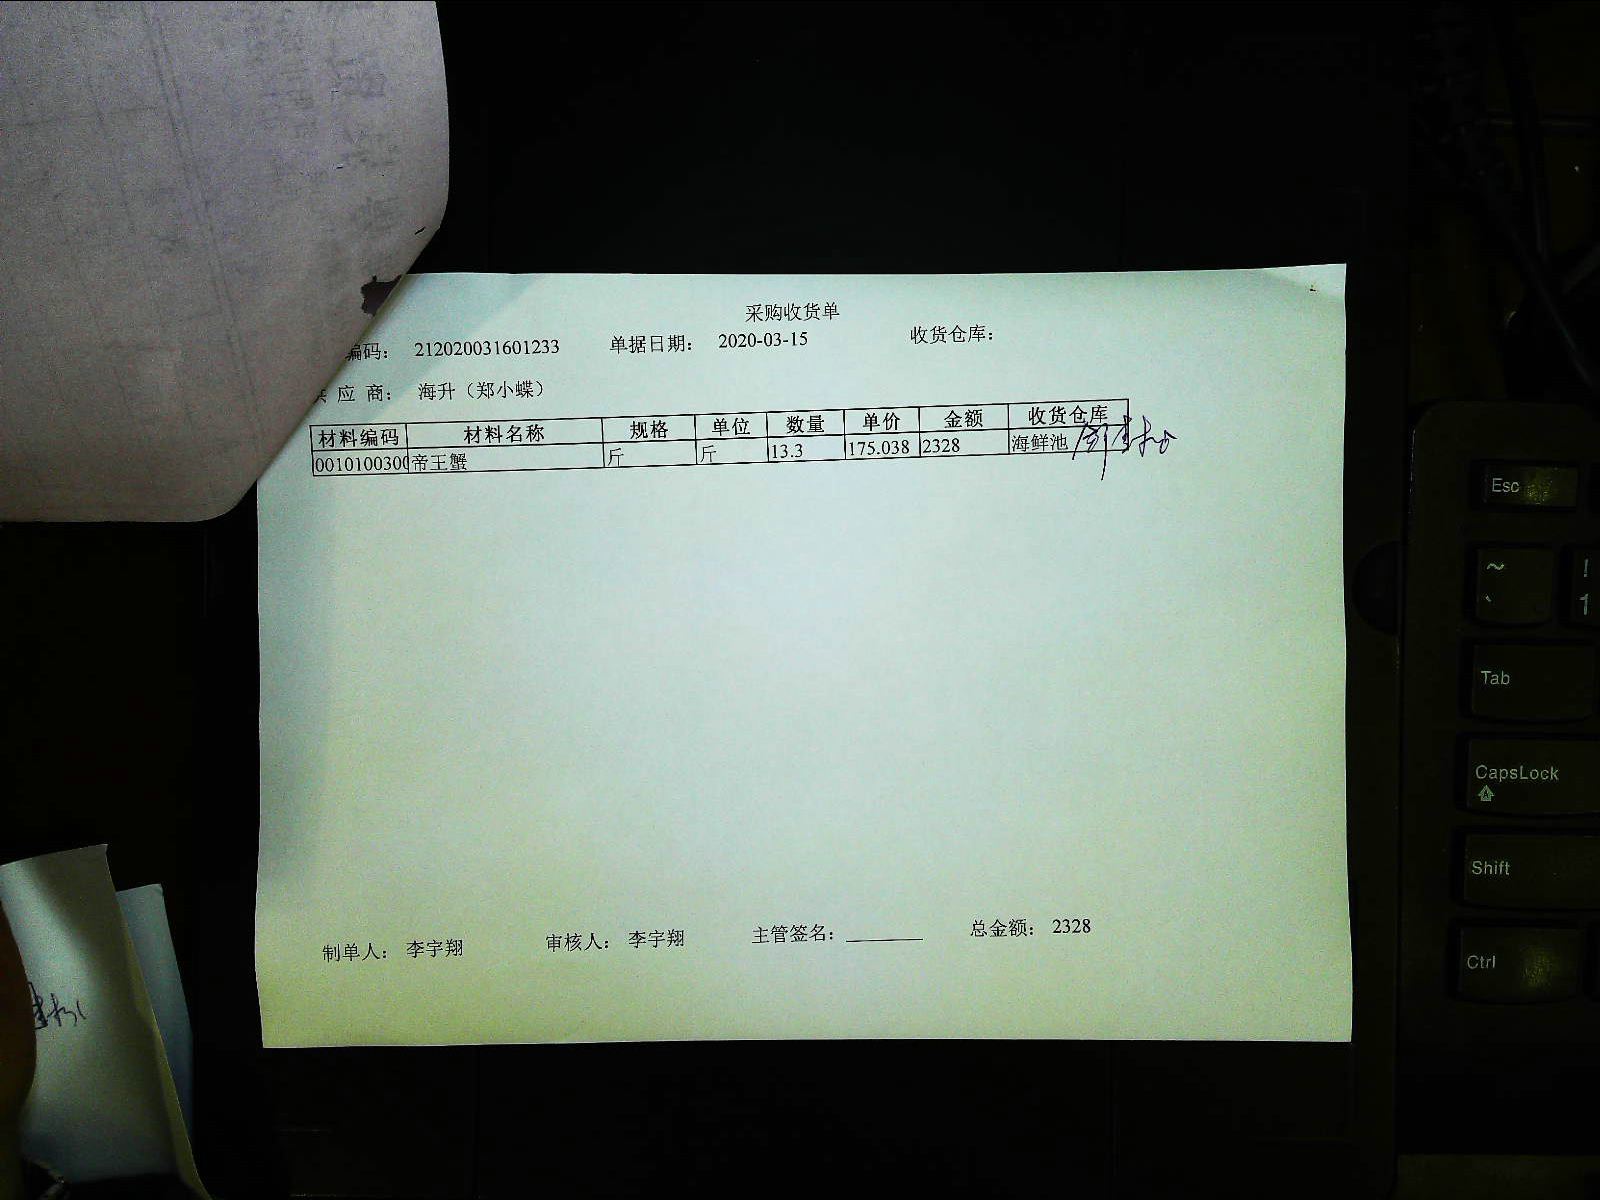 采购收货单
编码： 212020031601233 单据日期： 2020-03-15 收货仓库：
应 商： 海升（郑小蝶）
材料编码 材料名称 规格 单位 数量 单价 金额 收货仓库
0010100300 帝王蟹 斤 斤 13.3 175.038 2328 海鲜池
制单人： 李宇翔 审核人： 李宇翔 主管签名： 总金额： 2328
Esc
~ !
` 1
Tab
CapsLock
Shift
Ctrl